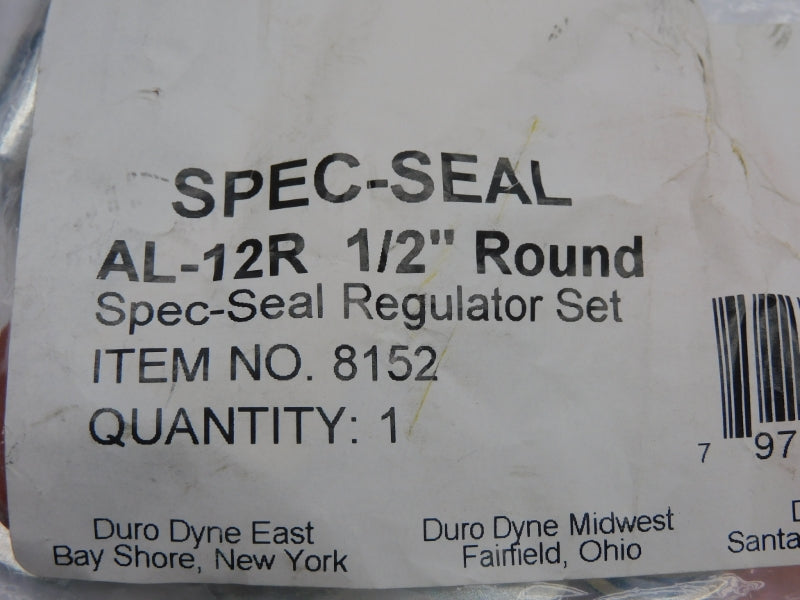 SPEC-SEAL
AL-12R 1/2" Round
Spec-Seal Regulator Set
ITEM NO. 8152
QUANTITY: 1
7 97
Duro Dyne East
Bay Shore, New York
Duro Dyne Midwest
Fairfield, Ohio
D
Santa